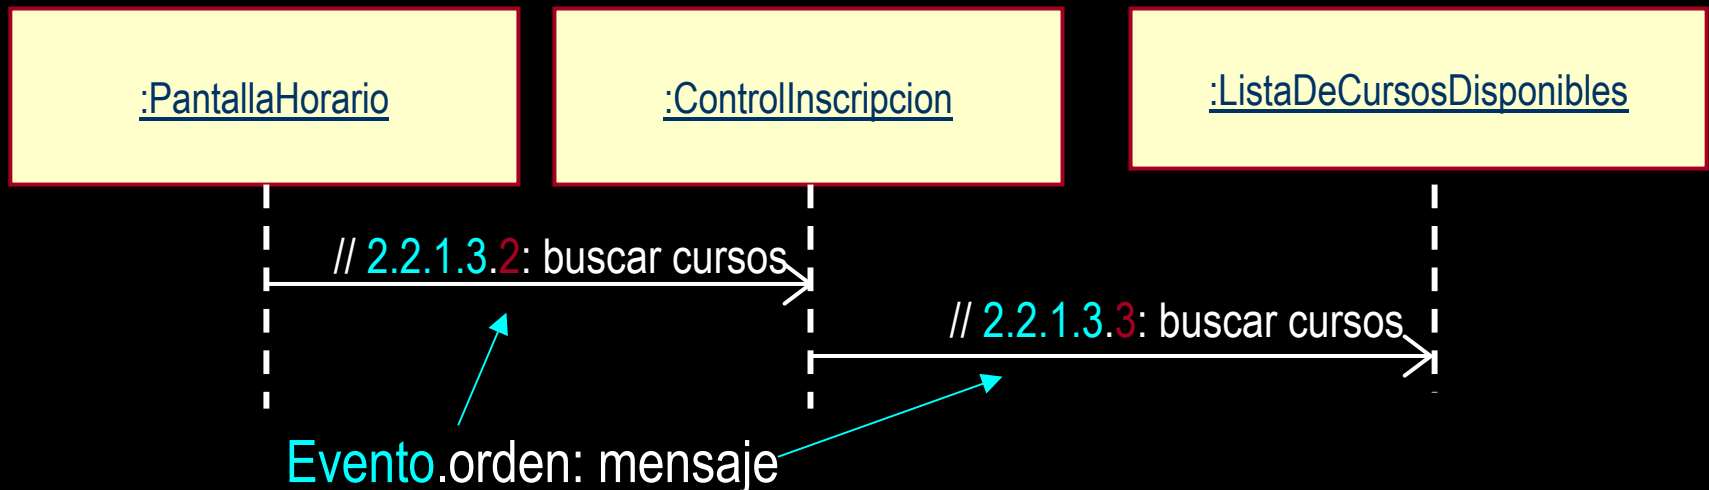 :PantallaHorario
:ControlInscripcion
:ListaDeCursosDisponibles
// 2.2.1.3.2: buscar cursos
// 2.2.1.3.3: buscar cursos
Evento.orden: mensaje